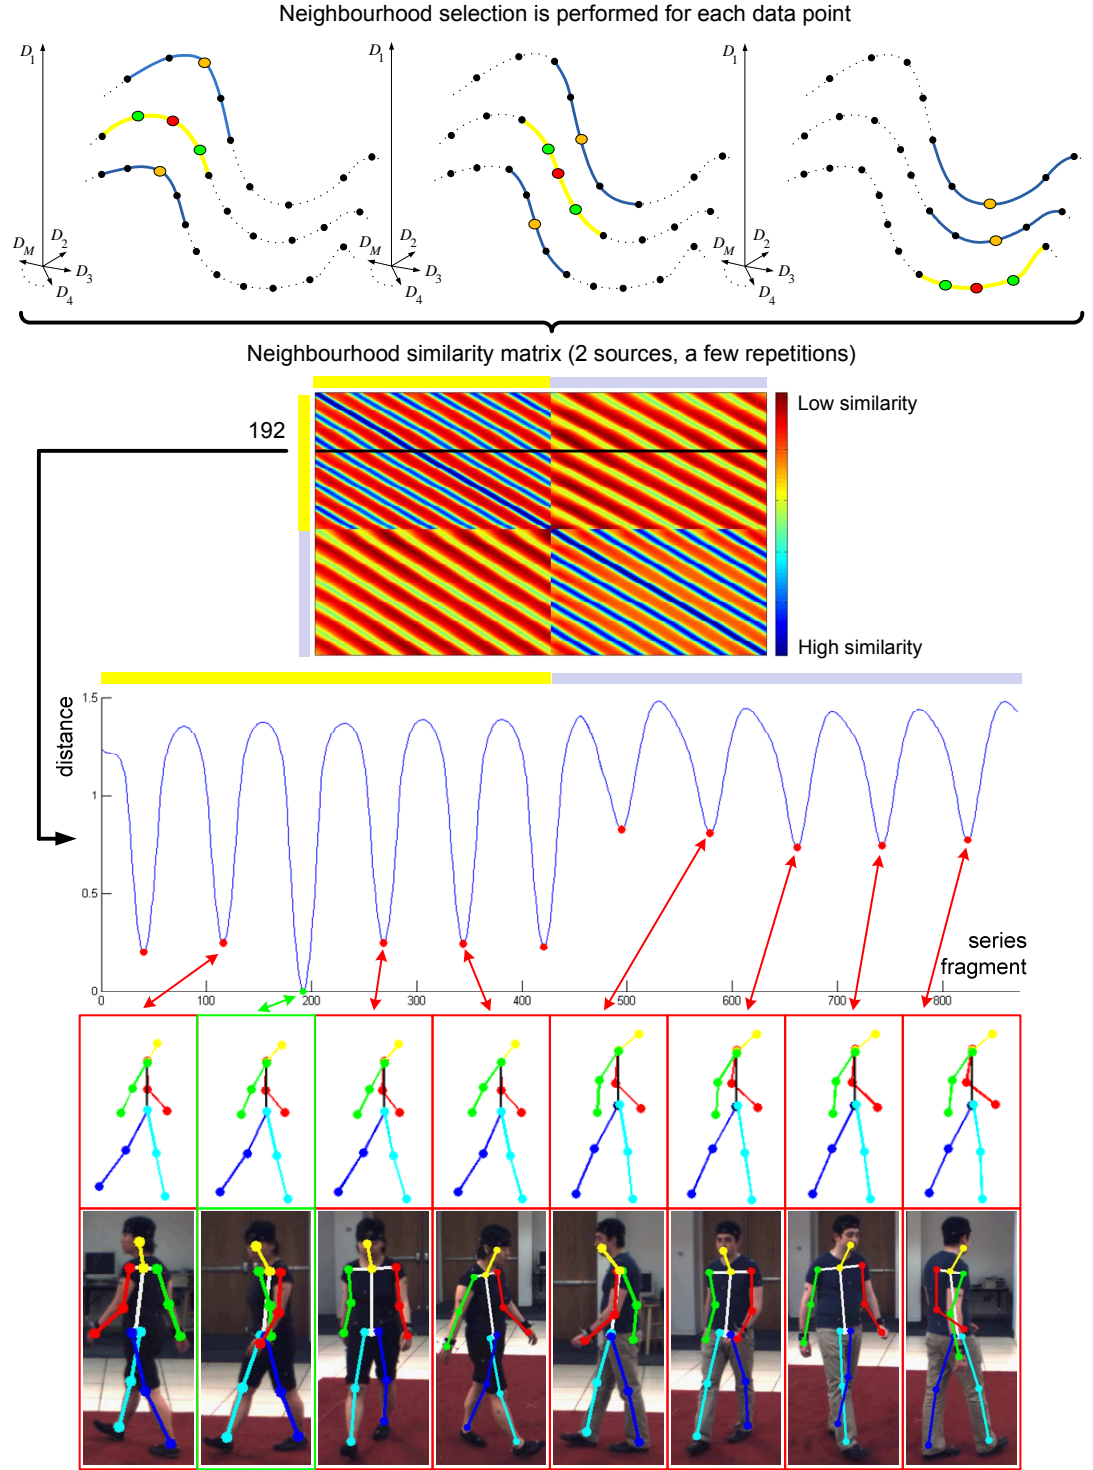 Neighbourhood selection is performed for each data point
D1 D1 D1
DM D2 DM D2 DM D2
D3 D3 D3
D4 D4 D4
Neighbourhood similarity matrix (2 sources, a few repetitions)
192
Low similarity
High similarity
distance
1.5
1
0.5
0
series
fragment
100 200 300 400 500 600 700 800